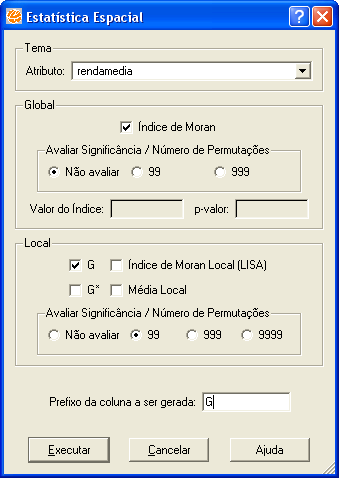 Estatística Espacial
Tema
Atributo: rendamedia
Global
Índice de Moran
Avaliar Significância / Número de Permutações
Não avaliar 99 999
Valor do Índice: p-valor:
Local
G Índice de Moran Local (LISA)
G* Média Local
Avaliar Significância / Número de Permutações
Não avaliar 99 999 9999
Prefixo da coluna a ser gerada: G
Executar Cancelar Ajuda